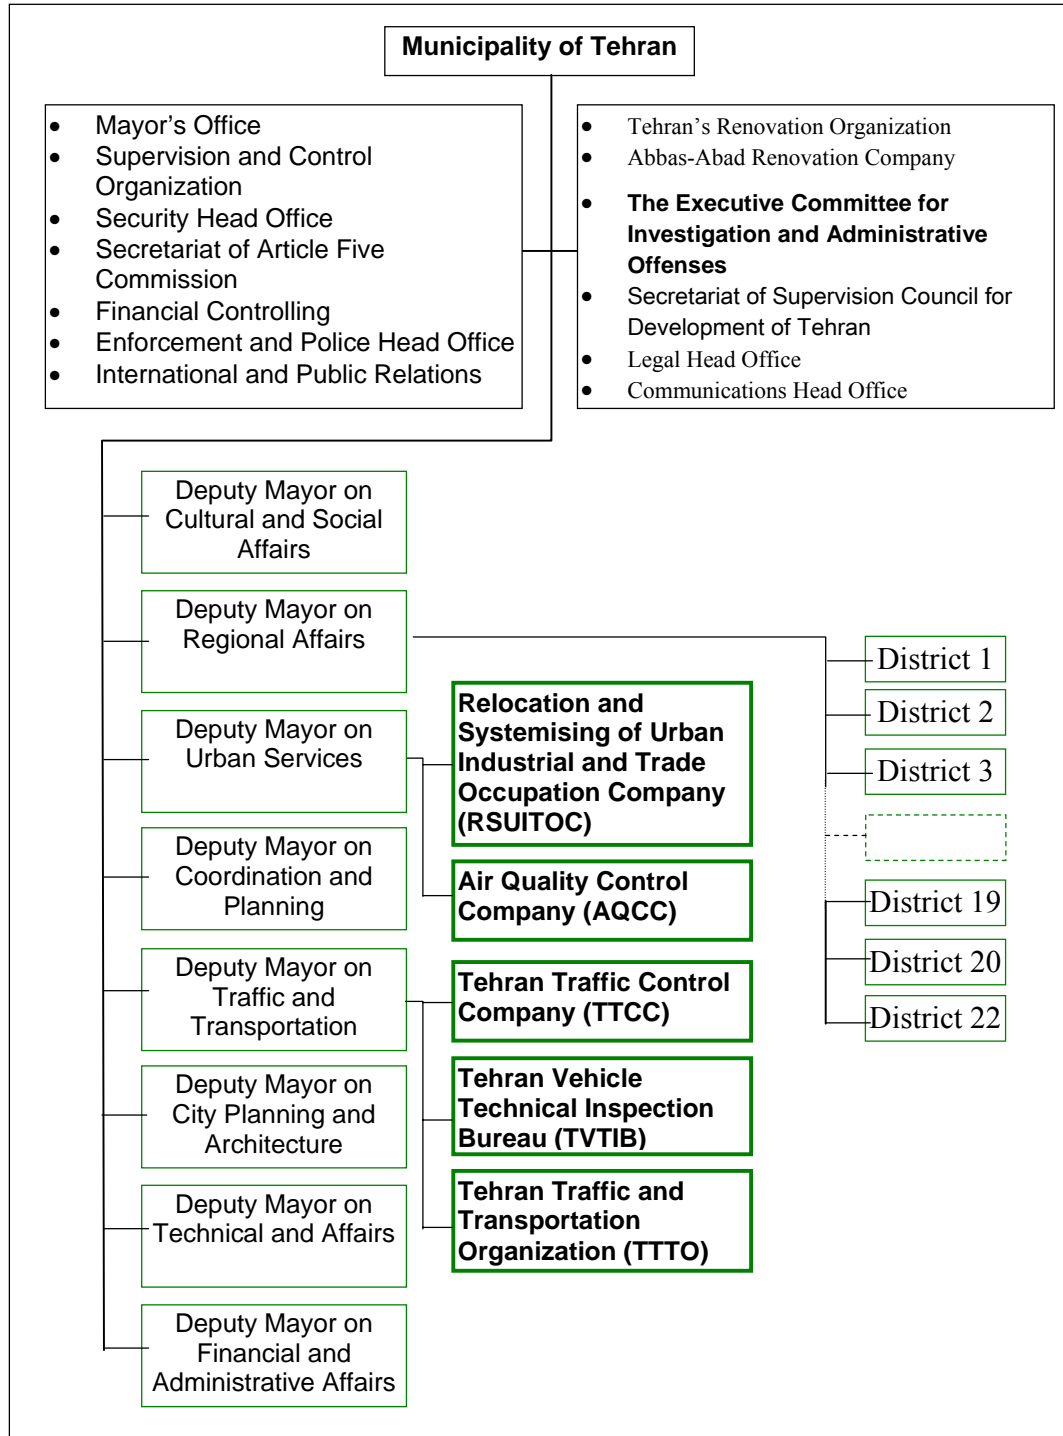 Municipality of Tehran
• Mayor's Office
• Supervision and Control
Organization
• Security Head Office
• Secretariat of Article Five
Commission
• Financial Controlling
• Enforcement and Police Head Office
• International and Public Relations
• Tehran's Renovation Organization
• Abbas-Abad Renovation Company
• The Executive Committee for
Investigation and Administrative
Offenses
• Secretariat of Supervision Council for
Development of Tehran
• Legal Head Office
• Communications Head Office
Deputy Mayor on
Cultural and Social
Affairs
Deputy Mayor on
Regional Affairs
Deputy Mayor on
Urban Services
Deputy Mayor on
Coordination and
Planning
Deputy Mayor on
Traffic and
Transportation
Deputy Mayor on
City Planning and
Architecture
Deputy Mayor on
Technical and Affairs
Deputy Mayor on
Financial and
Administrative Affairs
Relocation and
Systemising of Urban
Industrial and Trade
Occupation Company
(RSUITOC)
Air Quality Control
Company (AQCC)
Tehran Traffic Control
Company (TTCC)
Tehran Vehicle
Technical Inspection
Bureau (TVTIB)
Tehran Traffic and
Transportation
Organization (TTTO)
District 1
District 2
District 3
District 19
District 20
District 22